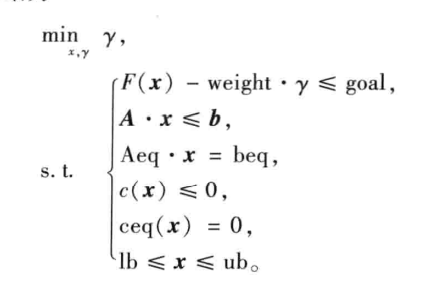 min γ,
x,γ
F(x) − weight · γ ⩽ goal,
A · x ⩽ b,
Aeq · x = beq,
s. t.
c(x) ⩽ 0,
ceq(x) = 0,
lb ⩽ x ⩽ ub。